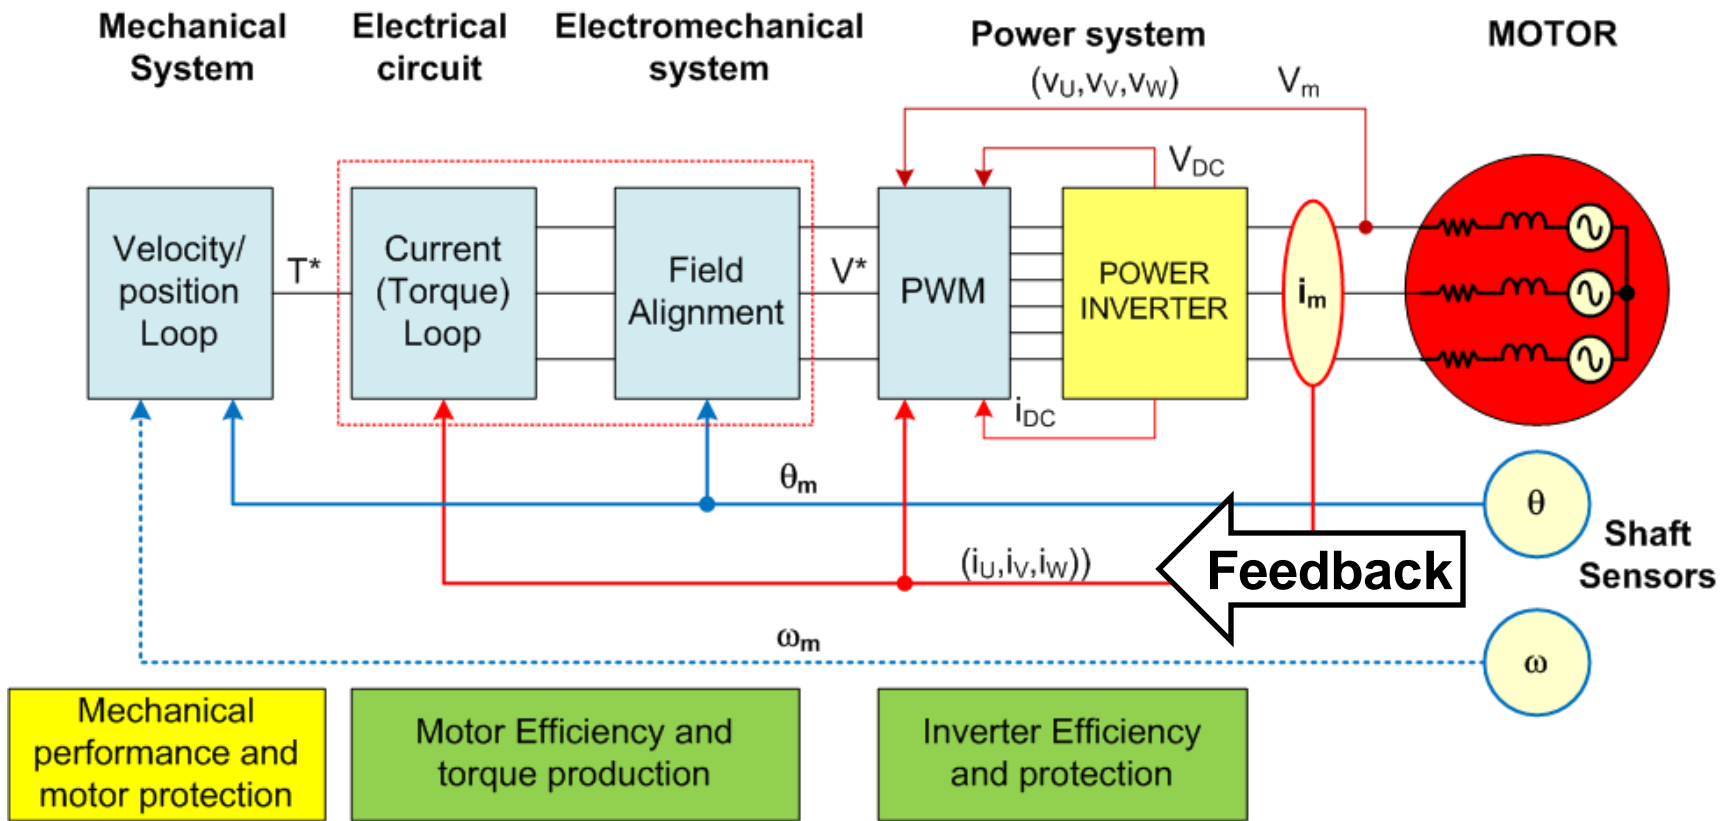 Mechanical
System
Electrical
circuit
Electromechanical
system
Power system
MOTOR
(vU,vV,vW)
Vm
VDC
Velocity/
position
Loop
T*
Current
(Torque)
Loop
Field
Alignment
V*
PWM
POWER
INVERTER
im
iDC
θm
θ
Shaft
Sensors
(iU,iV,iW))
Feedback
ωm
ω
Mechanical
performance and
motor protection
Motor Efficiency and
torque production
Inverter Efficiency
and protection